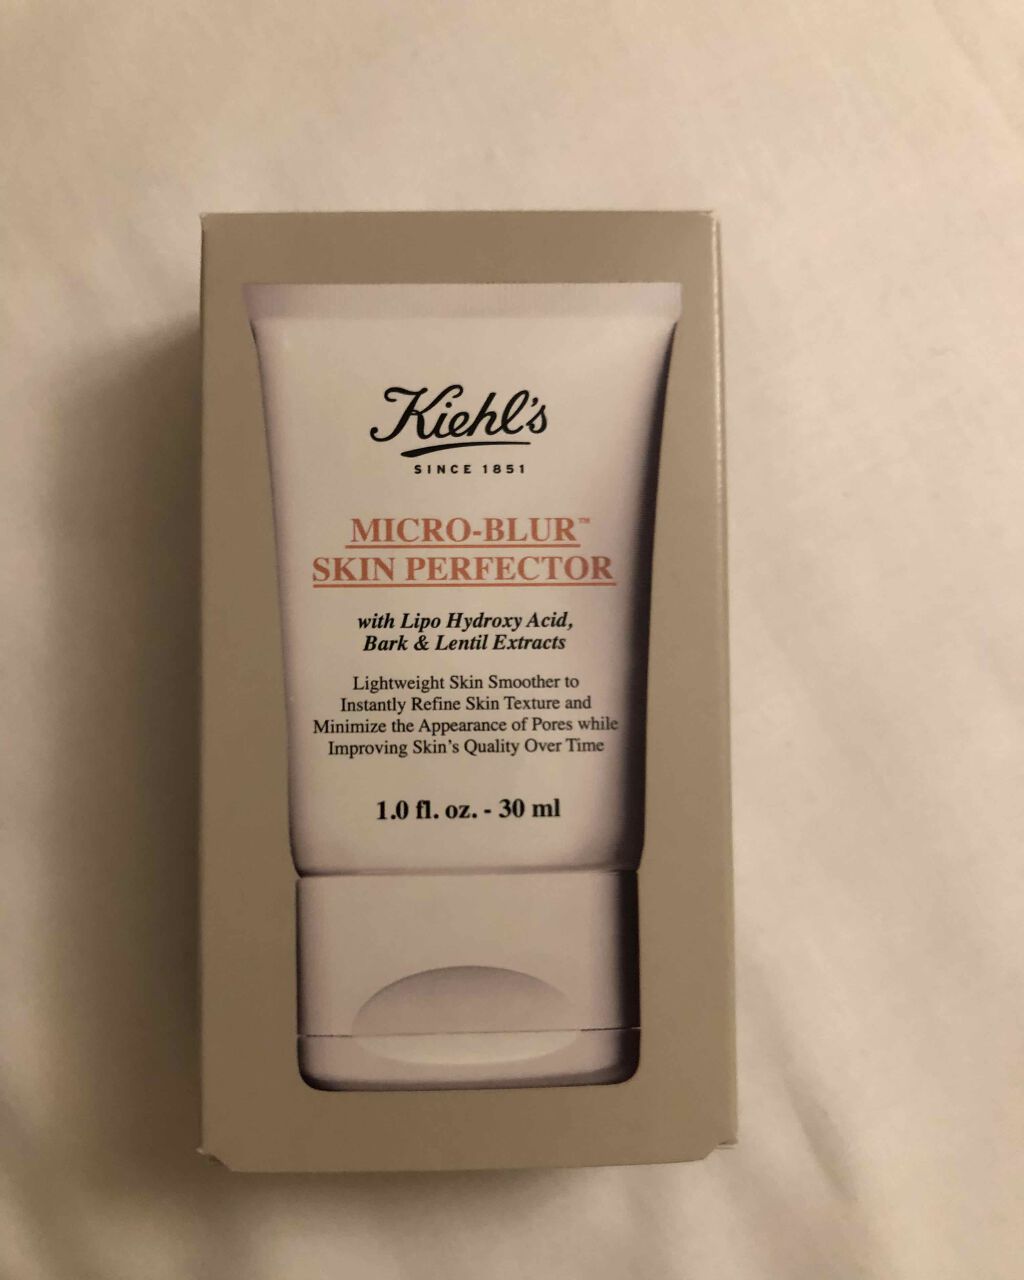 Kiehl's
SINCE 1851
MICRO-BLUR™
SKIN PERFECTOR
with Lipo Hydroxy Acid,
Bark & Lentil Extracts
Lightweight Skin Smoother to
Instantly Refine Skin Texture and
Minimize the Appearance of Pores while
Improving Skin's Quality Over Time
1.0 fl. oz. - 30 ml